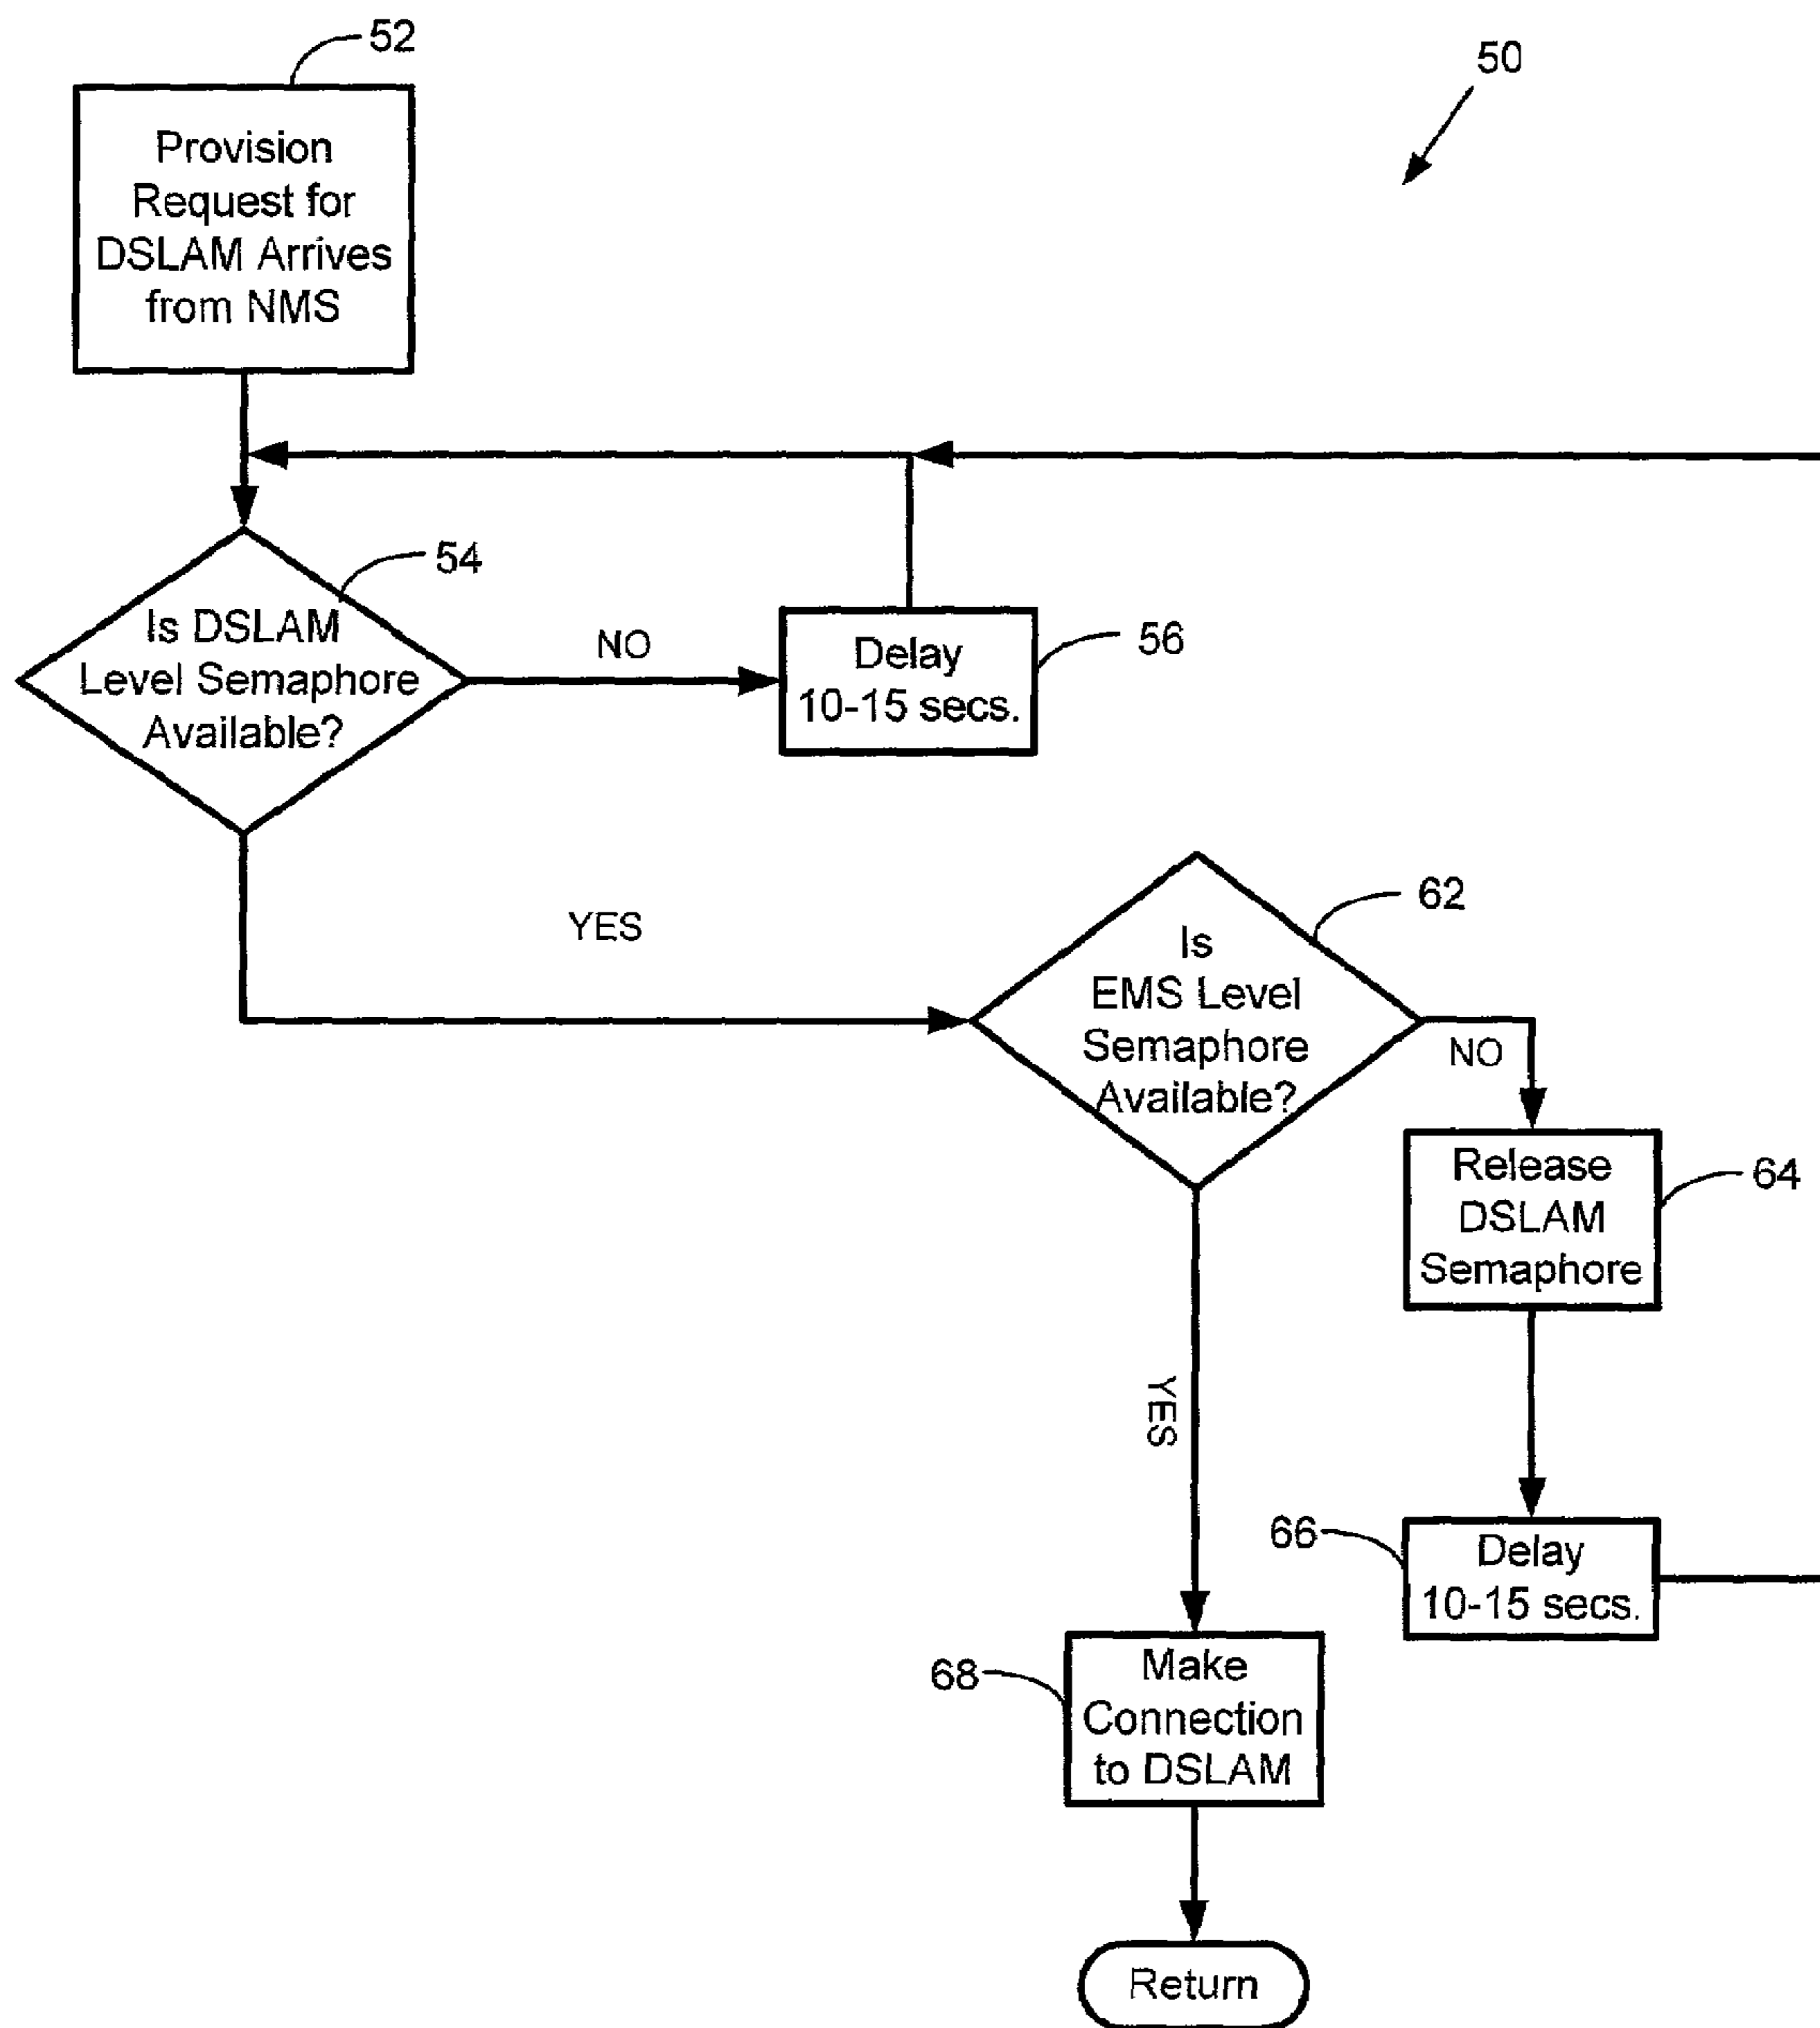 52
50
Provision
Request for
DSLAM Arrives
from NMS
54
Is DSLAM
Level Semaphore
Available?
NO
Delay
10-15 secs.
56
YES
62
Is
EMS Level
Semaphore
Available?
NO
Release
DSLAM
Semaphore
64
YES
66
Delay
10-15 secs.
68
Make
Connection
to DSLAM
Return